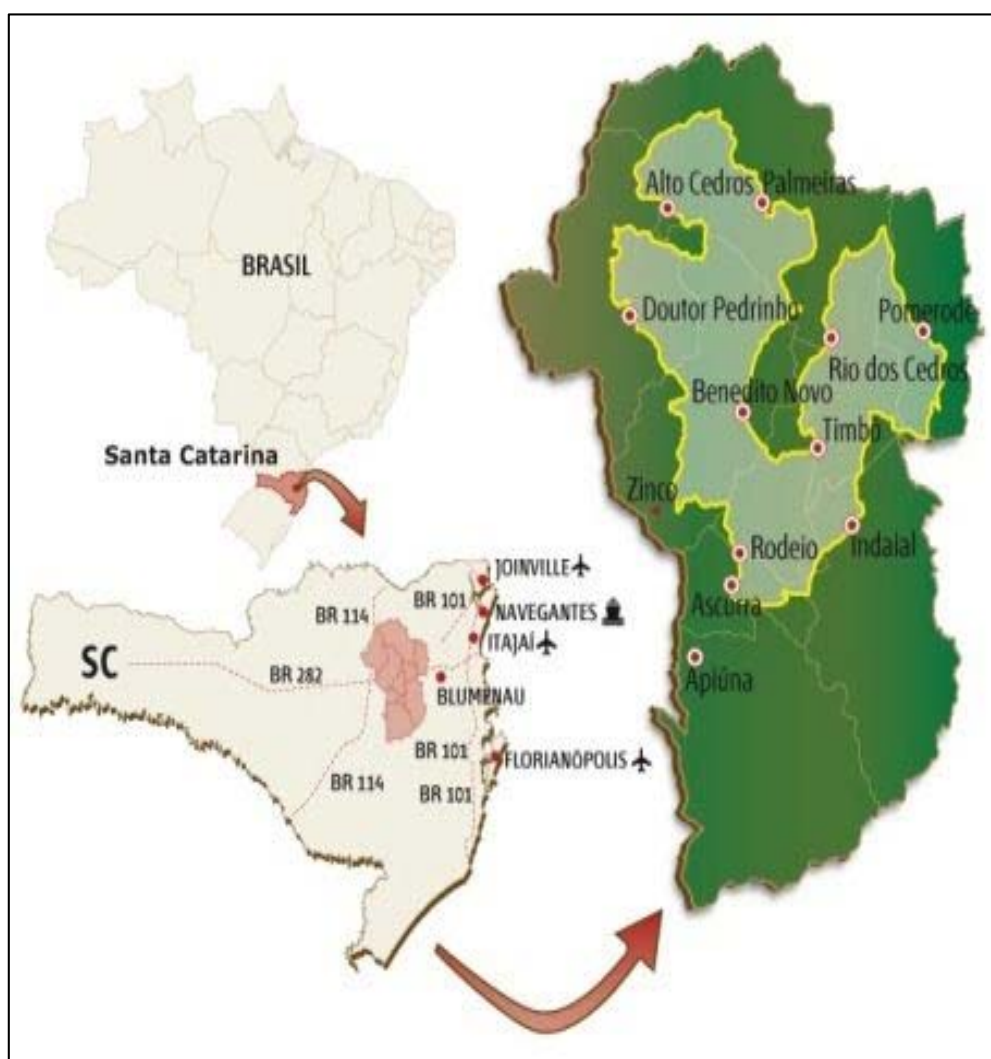 BRASIL
Santa Catarina
JOINVILLE
BR 114
BR 101
NAVEGANTES
ITAJAÍ
SC
BR 282
BLUMENAU
BR 101
FLORIANÓPOLIS
BR 114
BR 101
Alto Cedros
Palmeiras
Doutor Pedrinho
Pomerode
Rio dos Cedros
Benedito Novo
Timbó
Zinco
Rodeio
Indaial
Ascurra
Apiúna